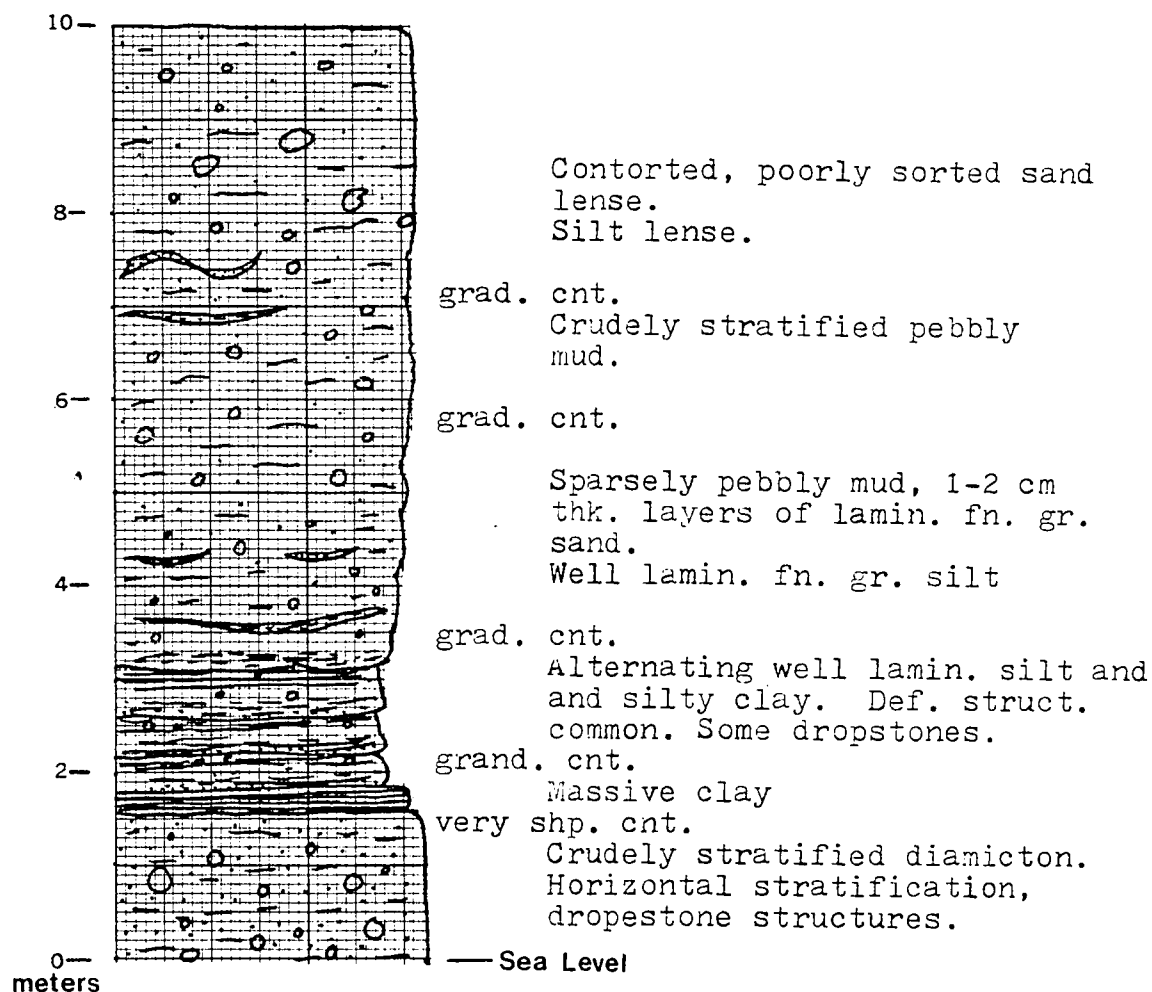 10
Contorted, poorly sorted sand
lense.
8
Silt lense.
grad. cnt.
Crudely stratified pebbly
mud.
6
grad. cnt.
Sparsely pebbly mud, 1-2 cm
thk. layers of lamin. fn. gr.
sand.
4
Well lamin. fn. gr. silt
grad. cnt.
Alternating well lamin. silt and
and silty clay. Def. struct.
common. Some dropstones.
2
grand. cnt.
Massive clay
very shp. cnt.
Crudely stratified diamicton.
Horizontal stratification,
dropestone structures.
0
Sea Level
meters